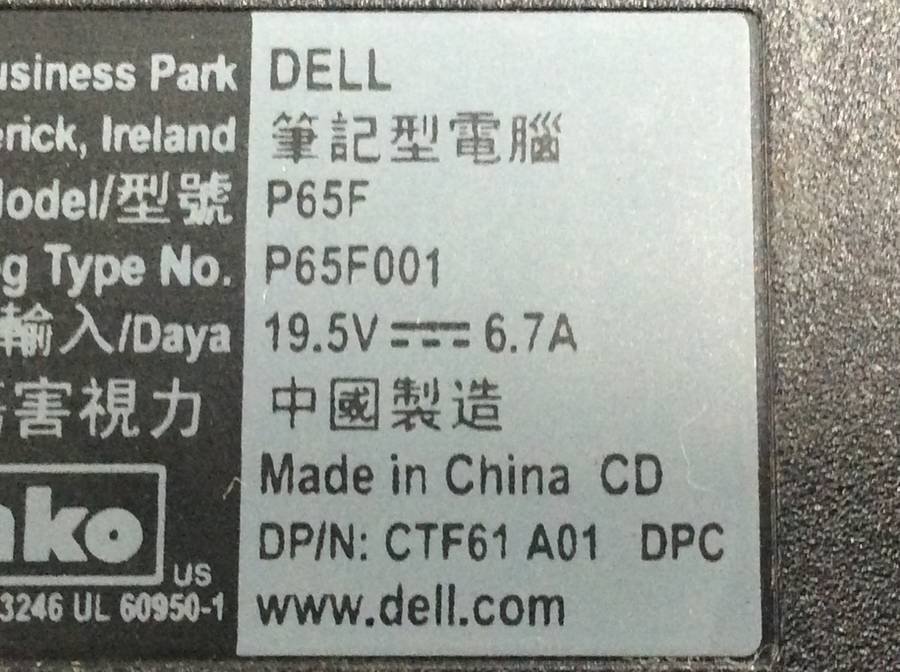 usiness Park DELL
erick, Ireland 筆記型電腦
odel/型號 P65F
g Type No. P65F001
輸入/Daya 19.5V 6.7A
害視力 中國製造
Made in China CD
ko DP/N: CTF61 A01 DPC
US
3246 UL 60950-1 www.dell.com